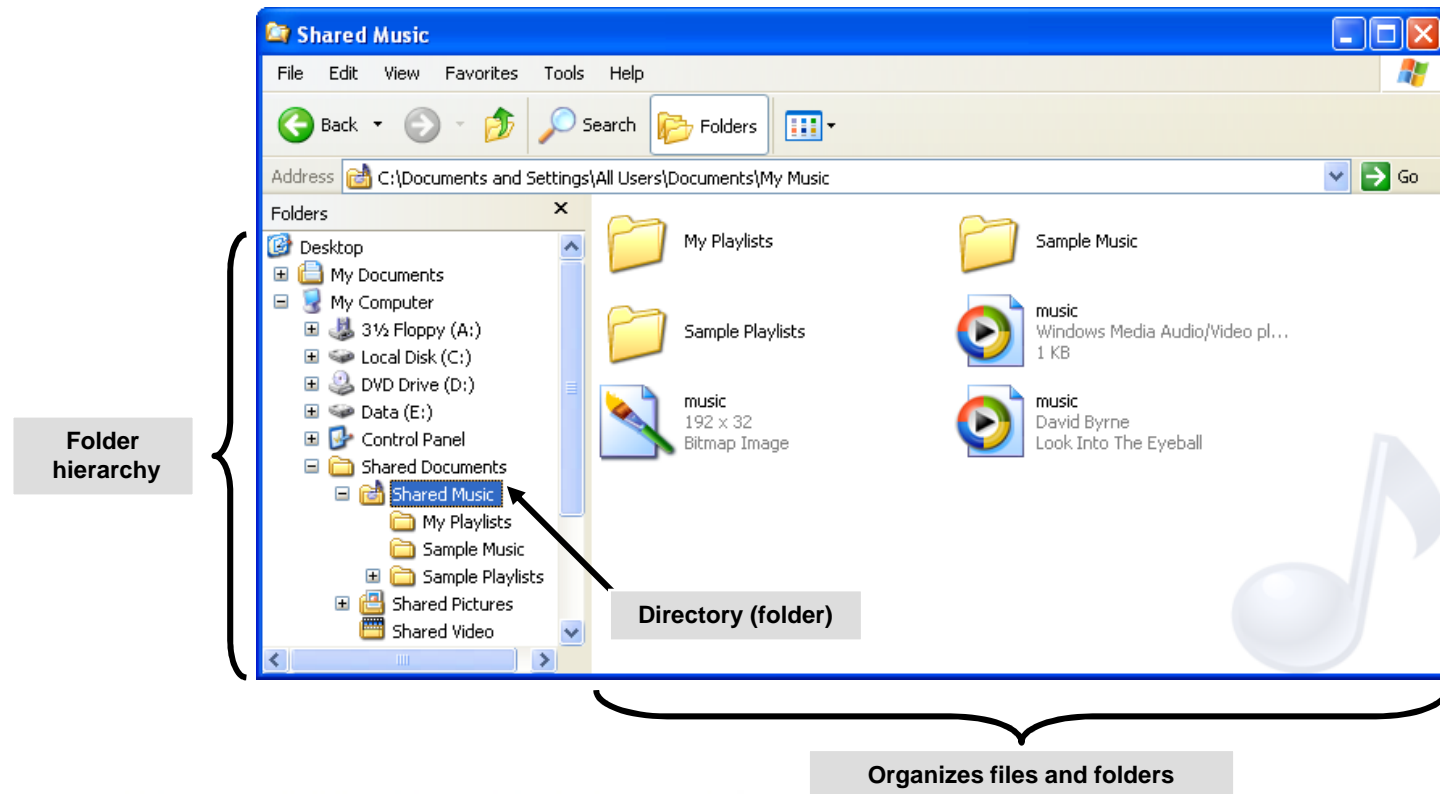 Shared Music
File Edit View Favorites Tools Help
Back Search Folders
Address C:\Documents and Settings\All Users\Documents\My Music Go
Folders
Desktop
My Documents
My Computer
3½ Floppy (A:)
Local Disk (C:)
DVD Drive (D:)
Data (E:)
Control Panel
Shared Documents
Shared Music
My Playlists
Sample Music
Sample Playlists
Shared Pictures
Shared Video
My Playlists
Sample Music
Sample Playlists
music
Windows Media Audio/Video pl...
1 KB
music
192 x 32
Bitmap Image
music
David Byrne
Look Into The Eyeball
Folder
hierarchy
Directory (folder)
Organizes files and folders